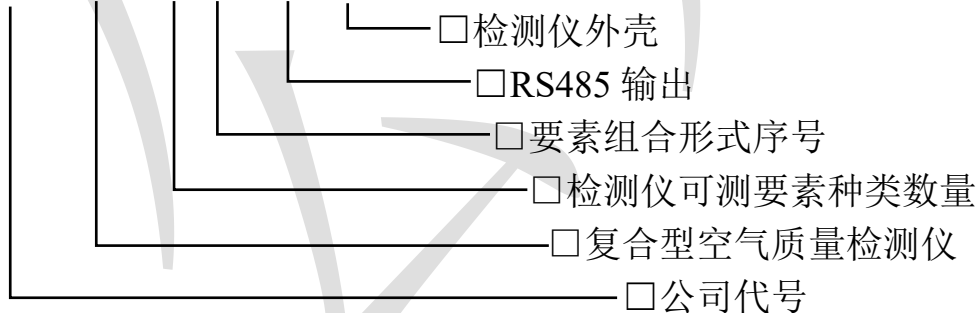 □检测仪外壳
□RS485 输出
□要素组合形式序号
□检测仪可测要素种类数量
□复合型空气质量检测仪
□公司代号